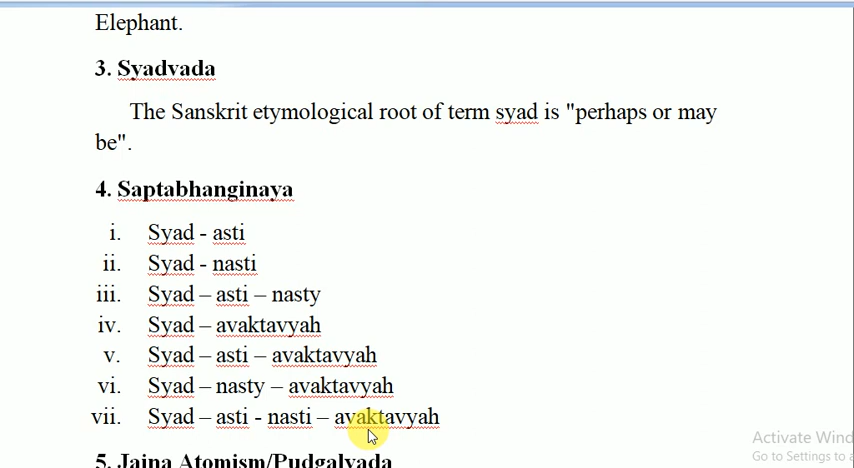 Elephant.
3. Syadvada
The Sanskrit etymological root of term syad is "perhaps or may
be".
4. Saptabhanginaya
i. Syad - asti
ii. Syad - nasti
iii. Syad – asti – nasty
iv. Syad – avaktavyah
v. Syad – asti – avaktavyah
vi. Syad – nasty – avaktavyah
vii. Syad – asti - nasti – avaktavyah
Activate Wind
Go to Settings to a
5. Jaina Atomism/Pudgalvada